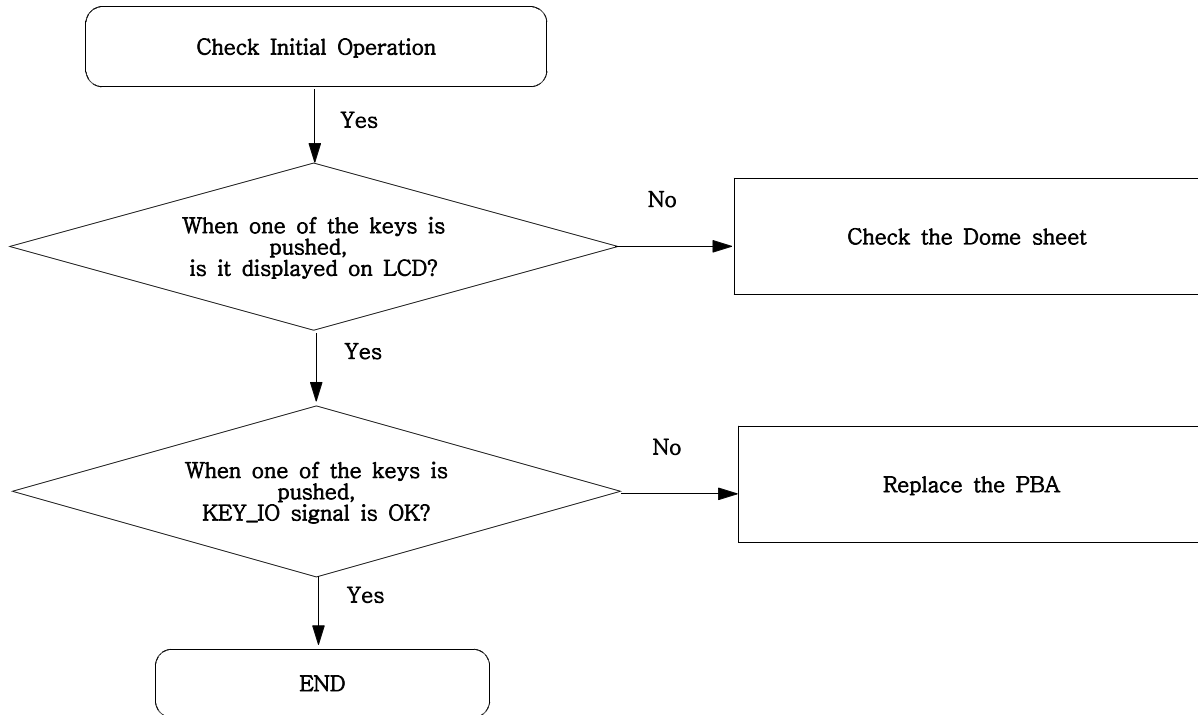 Check Initial Operation
Yes
When one of the keys is
pushed,
is it displayed on LCD?
No
Check the Dome sheet
Yes
When one of the keys is
pushed,
KEY_IO signal is OK?
No
Replace the PBA
Yes
END